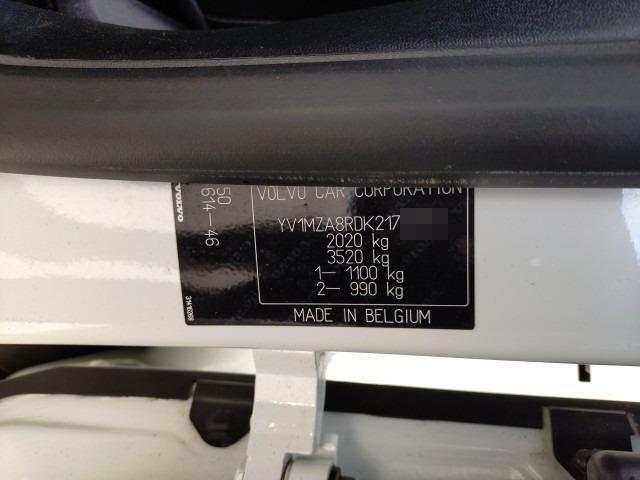 VOLVO CAR CORPORATION
YV1MZA8RDK217
2020 kg
3520 kg
1— 1100 kg
2— 990 kg
MADE IN BELGIUM
50
614—46
VOLVO